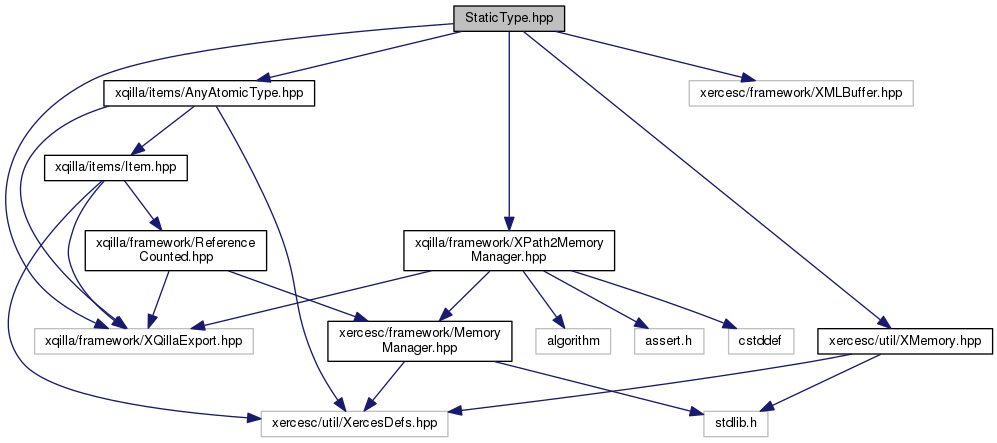 StaticType.hpp
xqilla/items/AnyAtomicType.hpp
xercesc/framework/XMLBuffer.hpp
xqilla/items/Item.hpp
xqilla/framework/Reference
Counted.hpp
xqilla/framework/XPath2Memory
Manager.hpp
xqilla/framework/XQillaExport.hpp
xercesc/framework/Memory
Manager.hpp
algorithm
assert.h
cstddef
xercesc/util/XMemory.hpp
xercesc/util/XercesDefs.hpp
stdlib.h